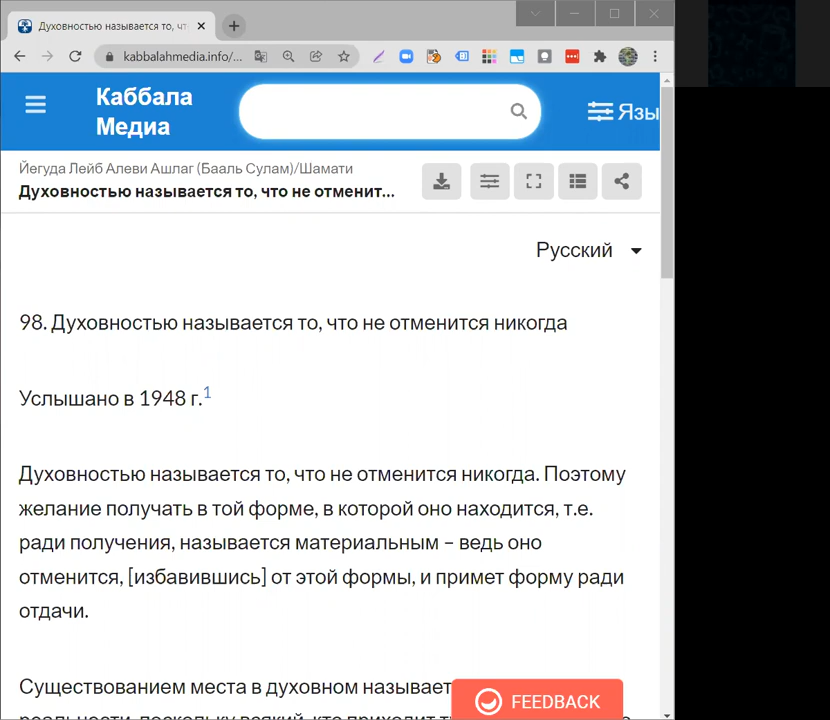 Духовностью называется то, чт
kabbalahmedia.info/...
Каббала
Медиа
Язы
Йегуда Лейб Алеви Ашлаг (Бааль Сулам)/Шамати
Духовностью называется то, что не отменит...
Русский
98. Духовностью называется то, что не отменится никогда
Услышано в 1948 г.1
Духовностью называется то, что не отменится никогда. Поэтому
желание получать в той форме, в которой оно находится, т.е.
ради получения, называется материальным – ведь оно
отменится, [избавившись] от этой формы, и примет форму ради
отдачи.
Существованием места в духовном называет
FEEDBACK